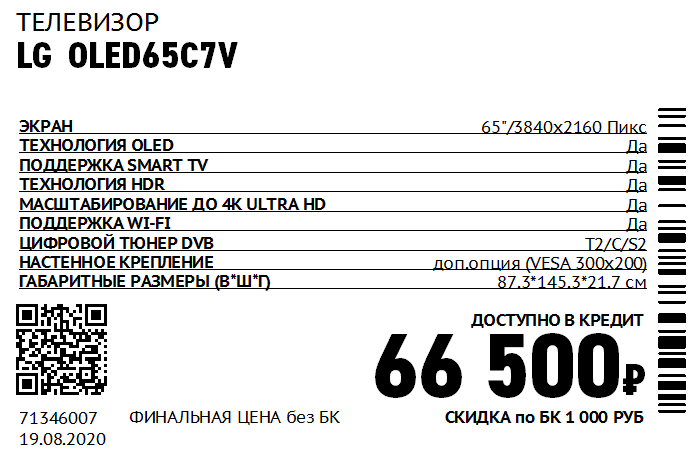 ТЕЛЕВИЗОР
LG OLED65C7V
ЭКРАН 65"/3840x2160 Пикс
ТЕХНОЛОГИЯ OLED Да
ПОДДЕРЖКА SMART TV Да
ТЕХНОЛОГИЯ HDR Да
МАСШТАБИРОВАНИЕ ДО 4K ULTRA HD Да
ПОДДЕРЖКА WI-FI Да
ЦИФРОВОЙ ТЮНЕР DVB T2/C/S2
НАСТЕННОЕ КРЕПЛЕНИЕ доп.опция (VESA 300x200)
ГАБАРИТНЫЕ РАЗМЕРЫ (В*Ш*Г) 87.3*145.3*21.7 см
ДОСТУПНО В КРЕДИТ
66 500₽
71346007 ФИНАЛЬНАЯ ЦЕНА без БК СКИДКА по БК 1 000 РУБ
19.08.2020